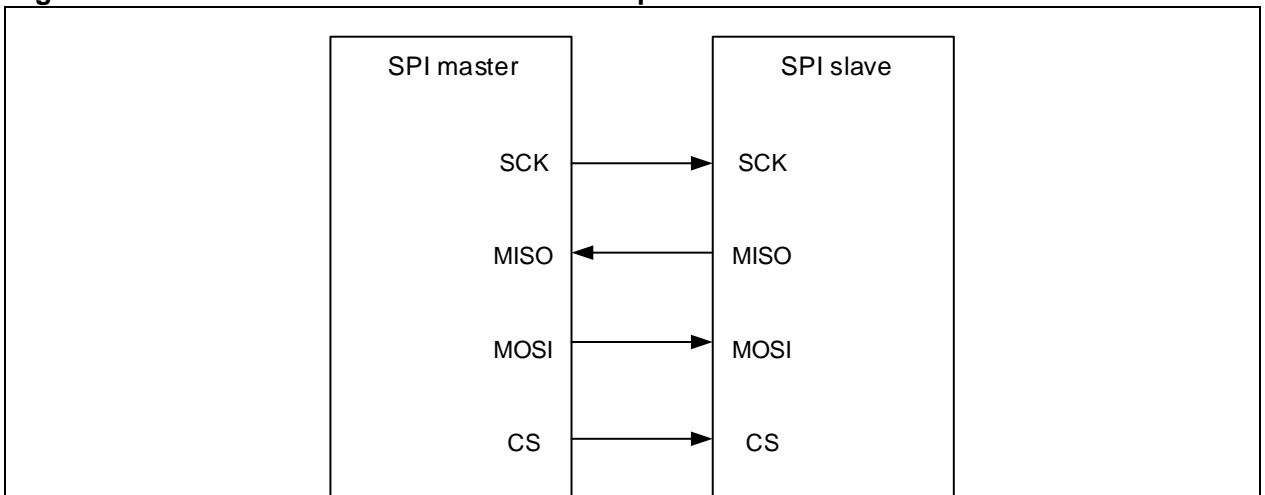 SPI master SPI slave
SCK SCK
MISO MISO
MOSI MOSI
CS CS